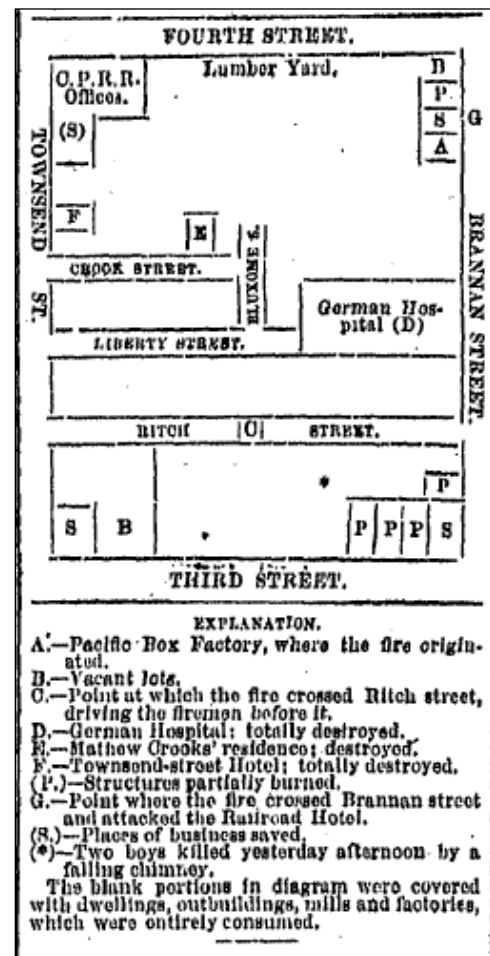 FOURTH STREET.
C.P.R.R. Offices.
Lumber Yard.
B
P
S
A
G
(S)
TOWNSEND ST.
F
E
BRANNAN STREET.
CROOK STREET.
BLUXOME S.
German Hospital (D)
LIBERTY STREET.
RITCH |C| STREET.
*
P
S
B
*
P
P
P
S
THIRD STREET.
EXPLANATION.
A.—Pacific Box Factory, where the fire origin-
ated.
B.—Vacant lots.
C.—Point at which the fire crossed Ritch street,
driving the firemen before it.
D.—German Hospital; totally destroyed.
E.—Mathew Crooks' residence; destroyed.
F.—Townsend-street Hotel; totally destroyed.
(P.)—Structures partially burned.
G.—Point where the fire crossed Brannan street
and attacked the Railroad Hotel.
(S.)—Places of business saved.
(*)—Two boys killed yesterday afternoon by a
falling chimney.
The blank portions in diagram were covered
with dwellings, outbuildings, mills and factories,
which were entirely consumed.